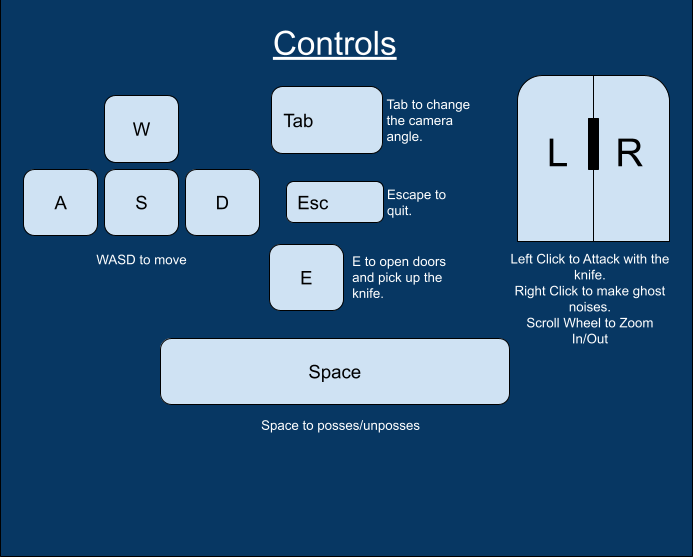 Controls
W
A
S
D
WASD to move
Tab
Tab to change
the camera
angle.
Esc
Escape to
quit.
E
E to open doors
and pick up the
knife.
L
R
Left Click to Attack with the
knife.
Right Click to make ghost
noises.
Scroll Wheel to Zoom
In/Out
Space
Space to posses/unposses